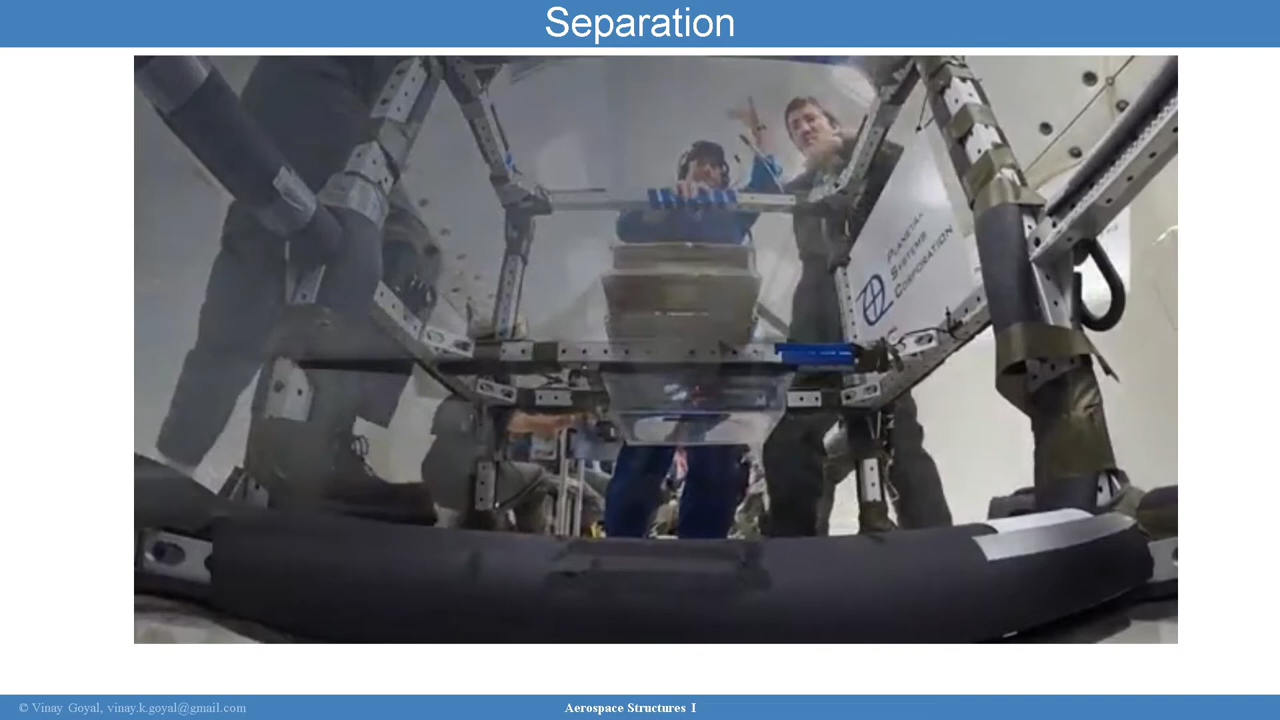 Separation
PLANETARY
SYSTEMS
CORPORATION
© Vinay Goyal, vinay.k.goyal@gmail.com
Aerospace Structures I